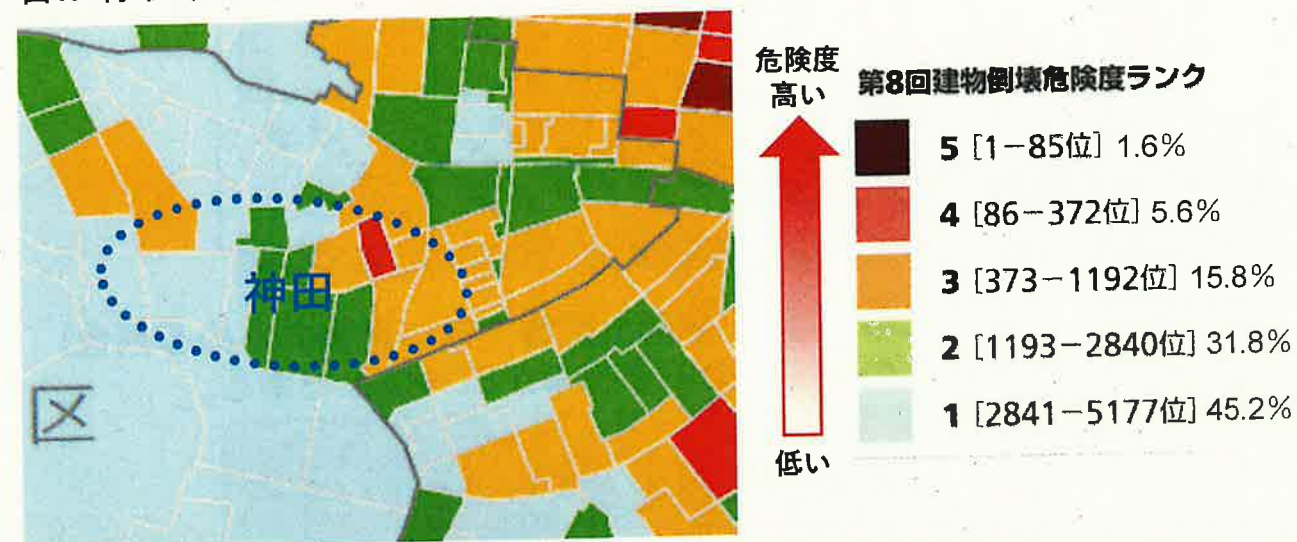 神田
区
危険度
高い
低い
第8回建物倒壊危険度ランク
5 [1−85位] 1.6%
4 [86−372位] 5.6%
3 [373−1192位] 15.8%
2 [1193−2840位] 31.8%
1 [2841−5177位] 45.2%